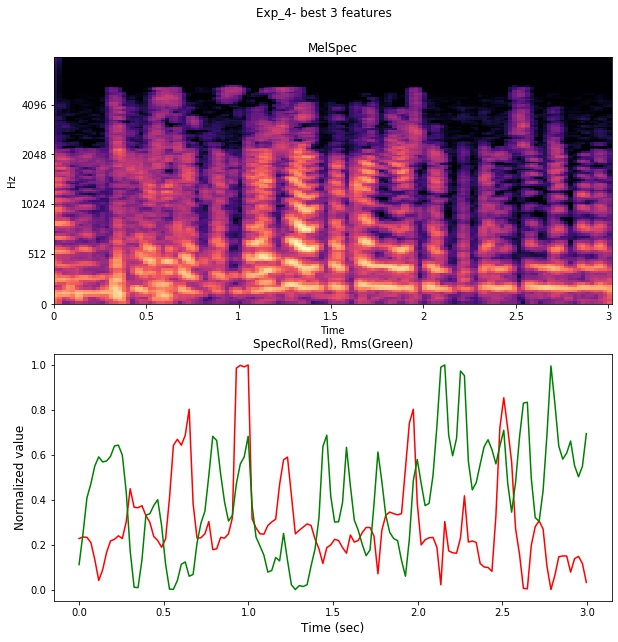 Exp_4- best 3 features
MelSpec
4096
2048
1024
512
0
Hz
0 0.5 1 1.5 2 2.5 3
Time
SpecRol(Red), Rms(Green)
1.0
0.8
0.6
0.4
0.2
0.0
Normalized value
0.0 0.5 1.0 1.5 2.0 2.5 3.0
Time (sec)